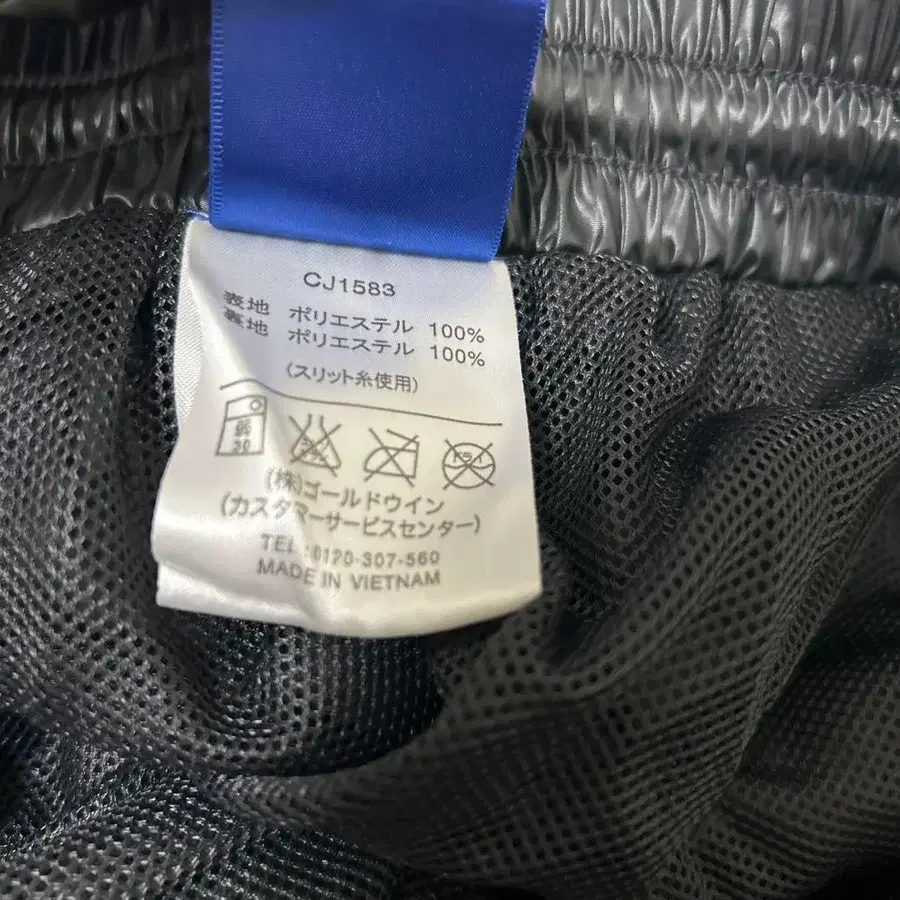 CJ1583
表地 ポリエステル 100%
裏地 ポリエステル 100%
(スリット糸使用)
弱
30
(株)ゴールドウイン
(カスタマーサービスセンター)
TEL:0120-307-560
MADE IN VIETNAM